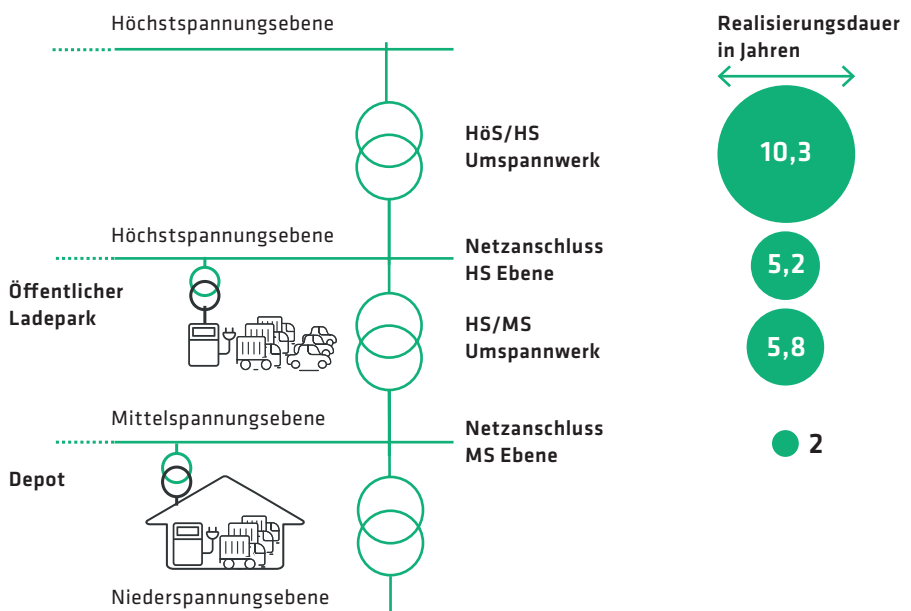 Höchstspannungsebene
Realisierungsdauer
in Jahren
HöS/HS
Umspannwerk
10,3
Höchstspannungsebene
Netzanschluss
HS Ebene
5,2
Öffentlicher
Ladepark
HS/MS
Umspannwerk
5,8
Mittelspannungsebene
Netzanschluss
MS Ebene
2
Depot
Niederspannungsebene